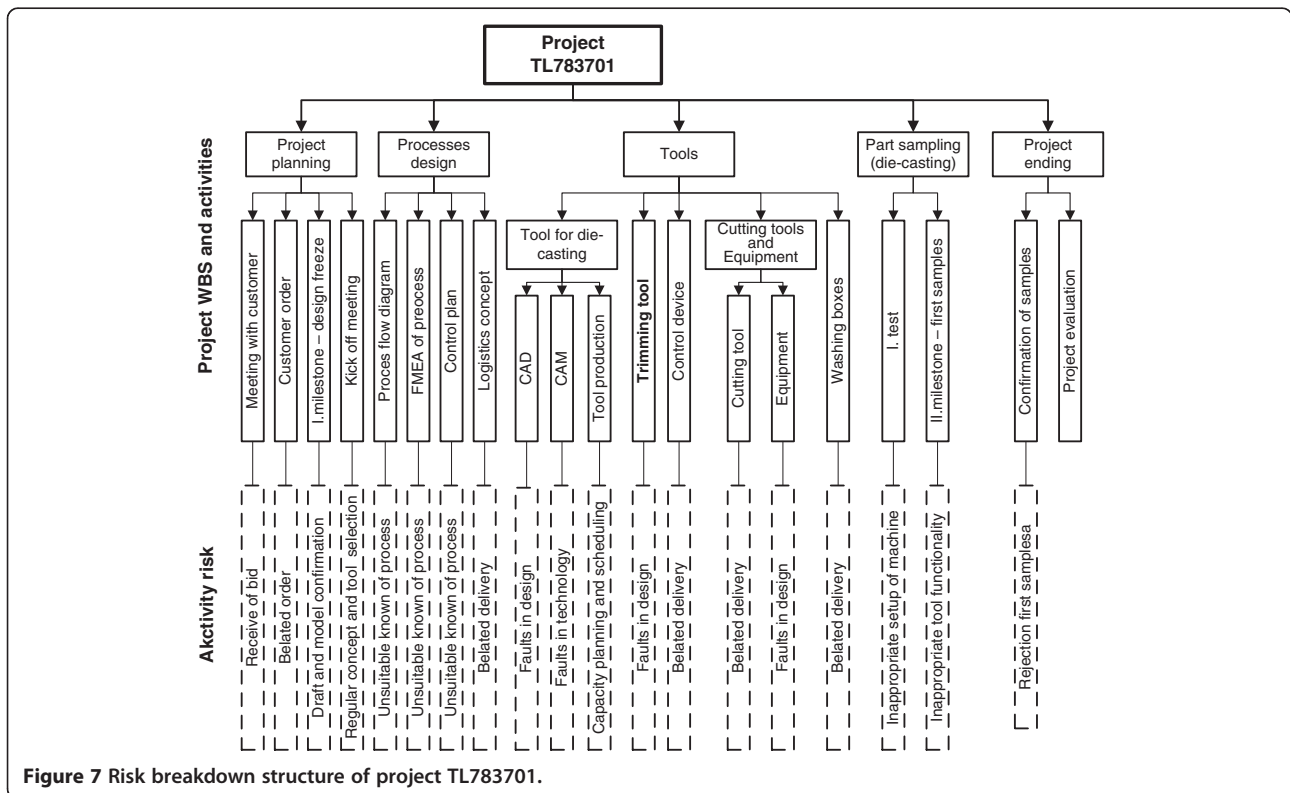 Project
TL783701
Project WBS and activities
Project
planning
Processes
design
Tools
Part sampling
(die-casting)
Project
ending
Meeting with customer
Customer order
I.milestone – design freeze
Kick off meeting
Proces flow diagram
FMEA of preocess
Control plan
Logistics concept
Tool for die-
casting
CAD
CAM
Tool production
Trimming tool
Control device
Cutting tools
and
Equipment
Cutting tool
Equipment
Washing boxes
I. test
II.milestone – first samples
Confirmation of samples
Project evaluation
Akctivity risk
Receive of bid
Belated order
Draft and model confirmation
Regular concept and tool selection
Unsuitable known of process
Unsuitable known of process
Unsuitable known of process
Belated delivery
Faults in design
Faults in technology
Capacity planning and scheduling
Faults in design
Belated delivery
Belated delivery
Faults in design
Belated delivery
Inappropriate setup of machine
Inappropriate tool functionality
Rejection first samplesa
Figure 7 Risk breakdown structure of project TL783701.